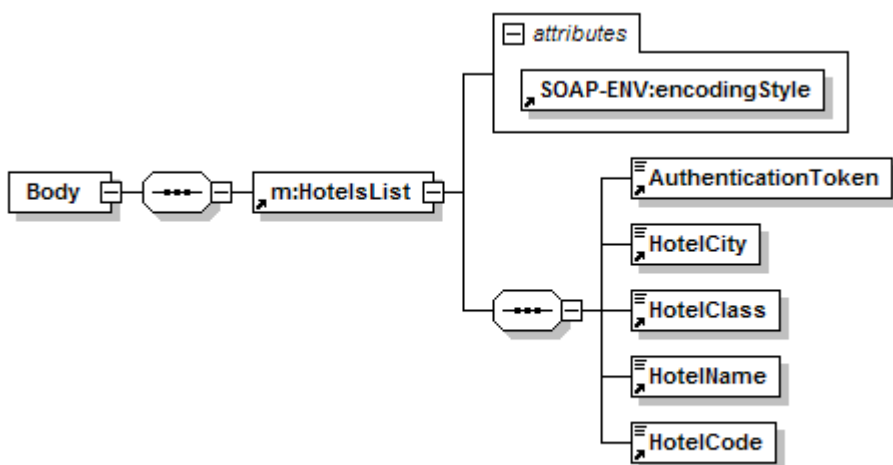 attributes
SOAP-ENV:encodingStyle
Body
m:HotelsList
AuthenticationToken
HotelCity
HotelClass
HotelName
HotelCode